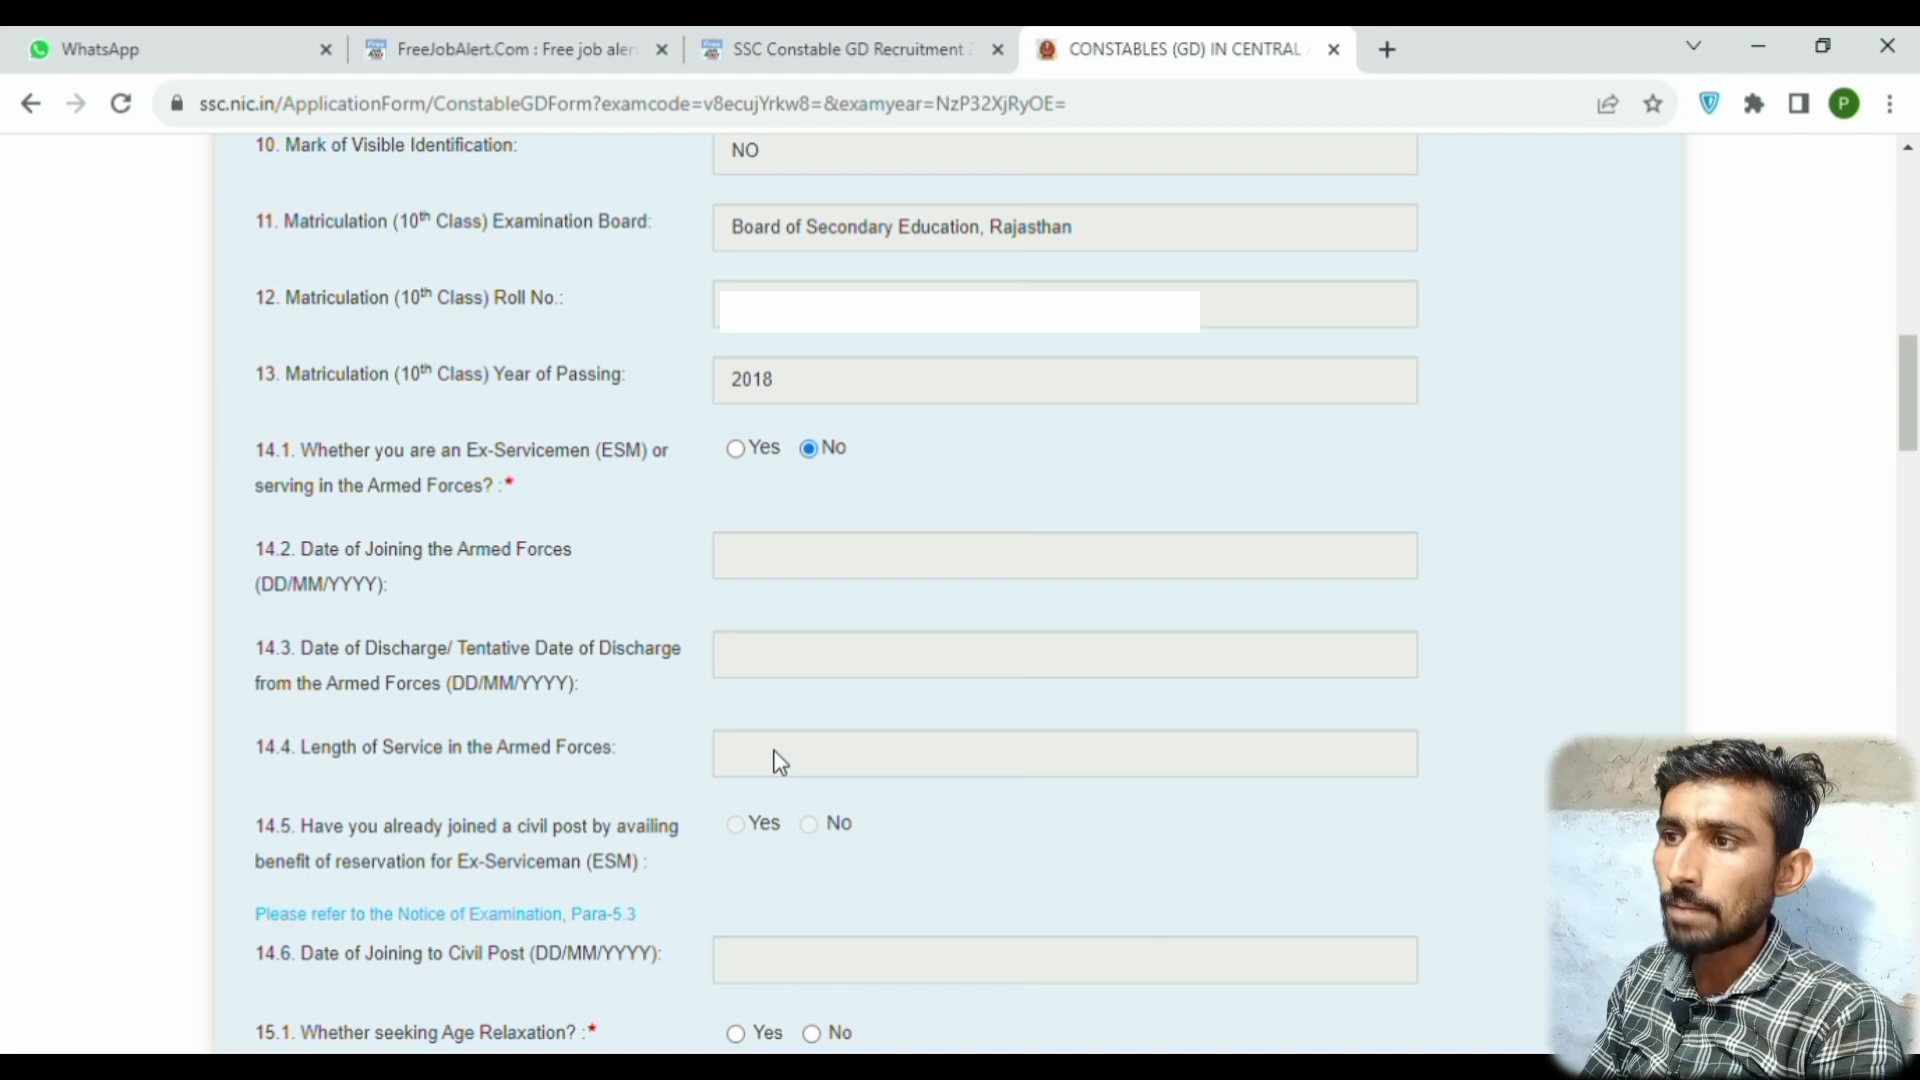 WhatsApp
FreeJobAlert.Com : Free job aler
SSC Constable GD Recruitment 2
CONSTABLES (GD) IN CENTRAL
ssc.nic.in/ApplicationForm/ConstableGDForm?examcode=v8ecujYrkw8=&examyear=NzP32XjRyOE=
P
10. Mark of Visible Identification:
NO
11. Matriculation (10th Class) Examination Board:
Board of Secondary Education, Rajasthan
12. Matriculation (10th Class) Roll No.:
13. Matriculation (10th Class) Year of Passing:
2018
14.1. Whether you are an Ex-Servicemen (ESM) or
serving in the Armed Forces? :*
Yes No
14.2. Date of Joining the Armed Forces
(DD/MM/YYYY):
14.3. Date of Discharge/ Tentative Date of Discharge
from the Armed Forces (DD/MM/YYYY):
14.4. Length of Service in the Armed Forces:
14.5. Have you already joined a civil post by availing
benefit of reservation for Ex-Serviceman (ESM) :
Yes No
Please refer to the Notice of Examination, Para-5.3
14.6. Date of Joining to Civil Post (DD/MM/YYYY):
15.1. Whether seeking Age Relaxation? :*
Yes No